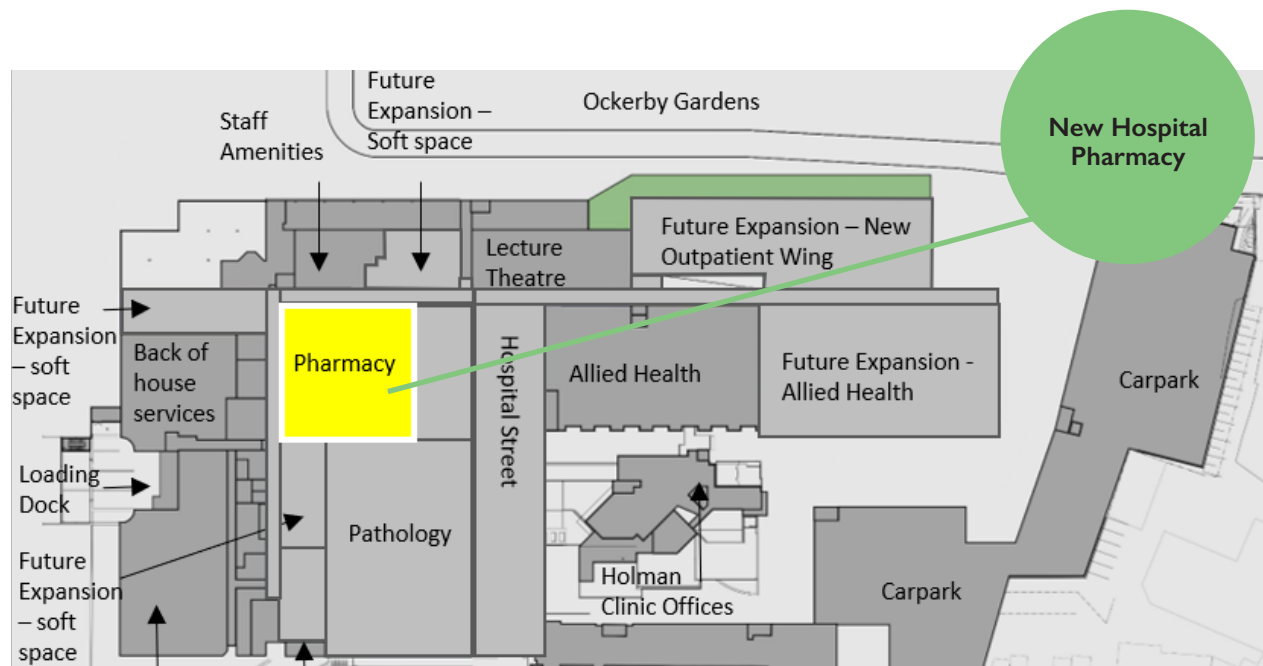 Future
Expansion –
Soft space
Ockerby Gardens
New Hospital
Pharmacy
Staff
Amenities
Lecture
Theatre
Future Expansion – New
Outpatient Wing
Future
Expansion
– soft
space
Back of
house
services
Pharmacy
Hospital Street
Allied Health
Future Expansion -
Allied Health
Carpark
Loading
Dock
Pathology
Future
Expansion
– soft
space
Holman
Clinic Offices
Carpark